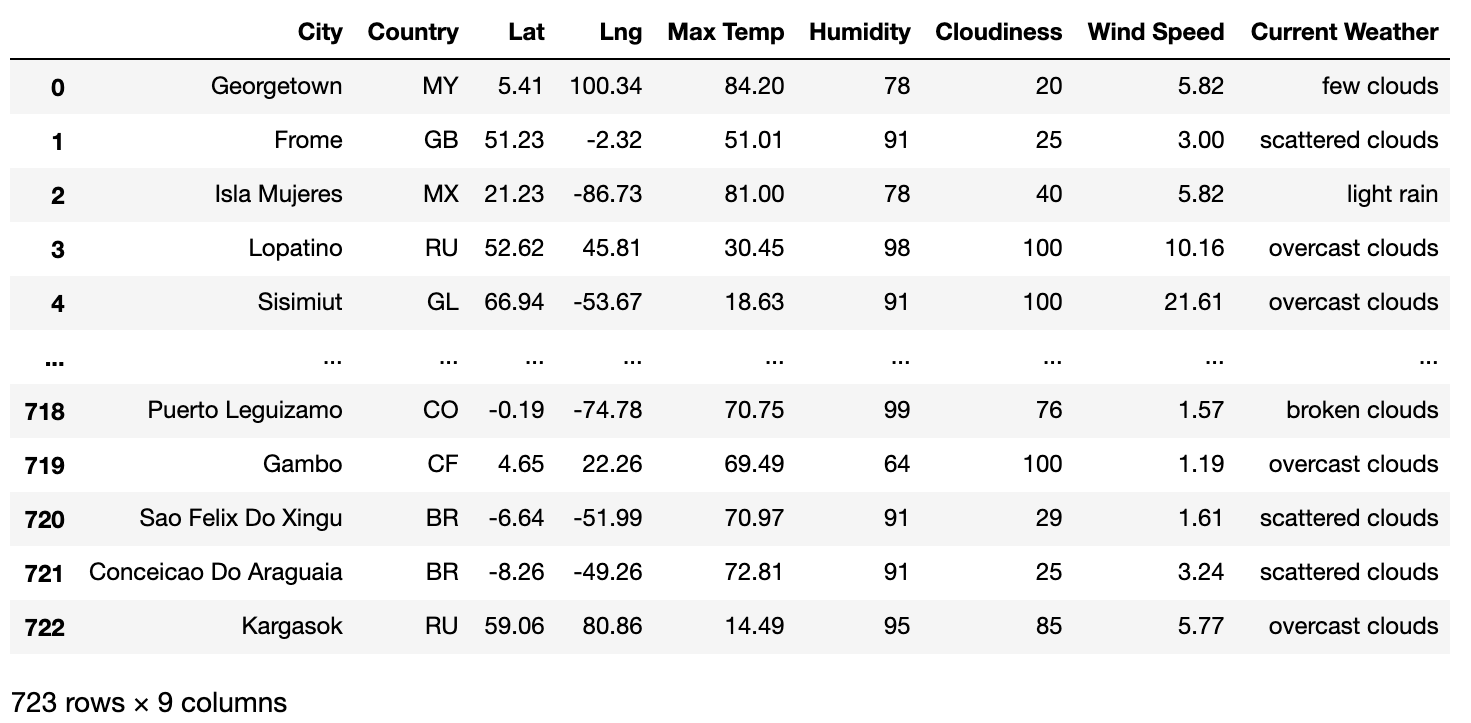 City Country Lat Lng Max Temp Humidity Cloudiness Wind Speed Current Weather
0 Georgetown MY 5.41 100.34 84.20 78 20 5.82 few clouds
1 Frome GB 51.23 -2.32 51.01 91 25 3.00 scattered clouds
2 Isla Mujeres MX 21.23 -86.73 81.00 78 40 5.82 light rain
3 Lopatino RU 52.62 45.81 30.45 98 100 10.16 overcast clouds
4 Sisimiut GL 66.94 -53.67 18.63 91 100 21.61 overcast clouds
... ... ... ... ... ... ... ... ... ...
718 Puerto Leguizamo CO -0.19 -74.78 70.75 99 76 1.57 broken clouds
719 Gambo CF 4.65 22.26 69.49 64 100 1.19 overcast clouds
720 Sao Felix Do Xingu BR -6.64 -51.99 70.97 91 29 1.61 scattered clouds
721 Conceicao Do Araguaia BR -8.26 -49.26 72.81 91 25 3.24 scattered clouds
722 Kargasok RU 59.06 80.86 14.49 95 85 5.77 overcast clouds
723 rows × 9 columns